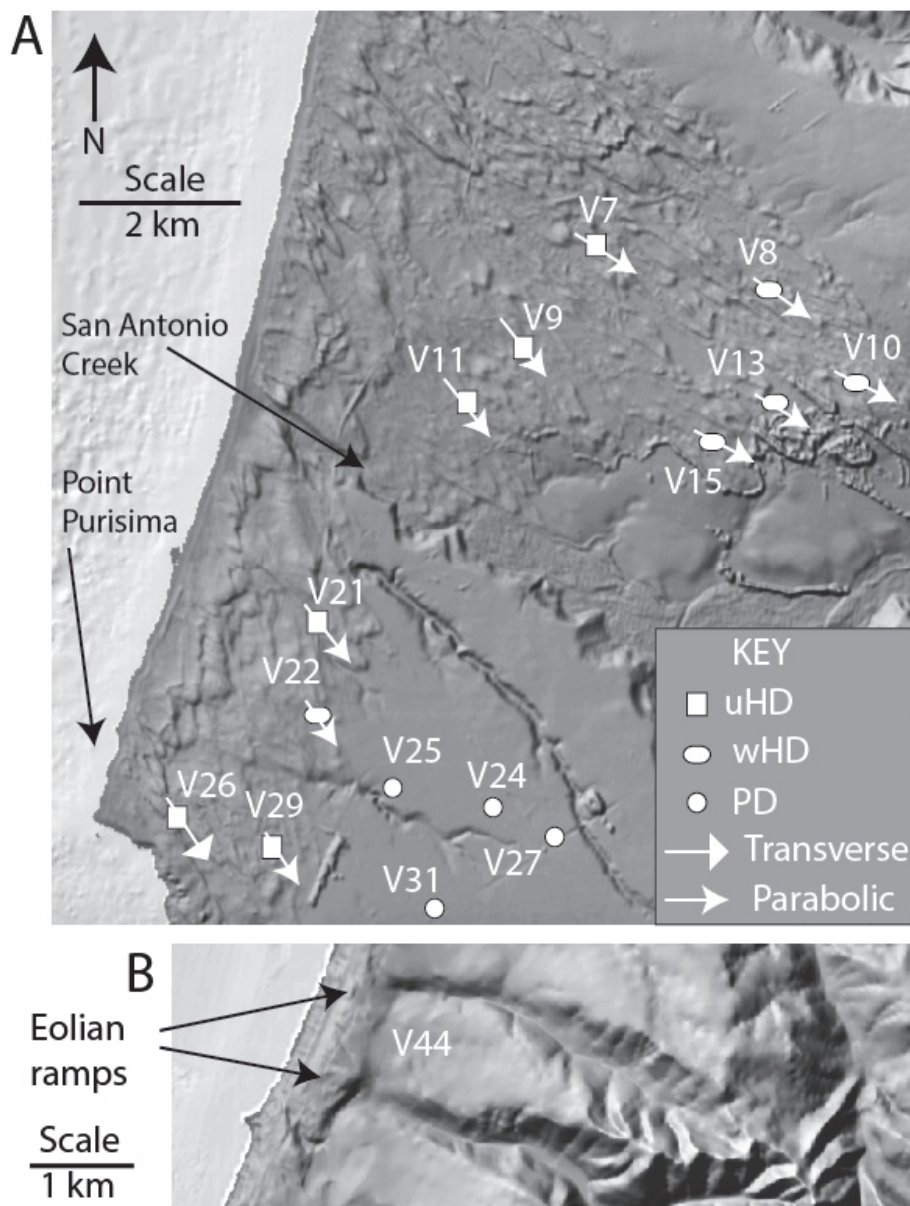 A
N
Scale
2 km
San Antonio
Creek
Point
Purisima
V7
V8
V9
V10
V11
V13
V15
V21
V22
V25
V24
V26
V29
V27
V31
KEY
uHD
wHD
PD
Transverse
Parabolic
B
Eolian
ramps
V44
Scale
1 km